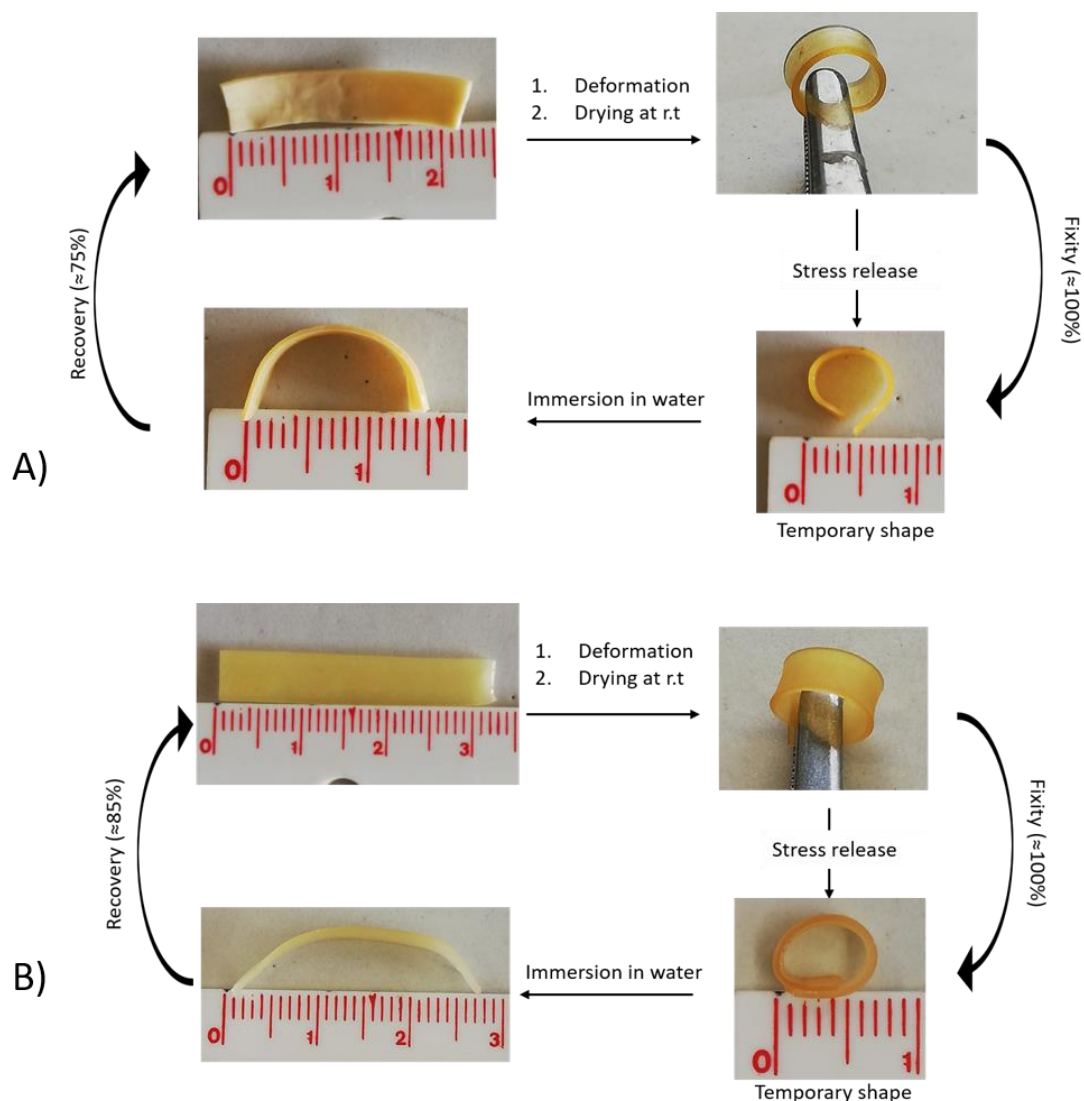 1. Deformation
2. Drying at r.t
0 1 2
Recovery (≈75%)
Fixity (≈100%)
Stress release
Immersion in water
0 1
0 1
A)
Temporary shape
1. Deformation
2. Drying at r.t
0 1 2 3
Recovery (≈85%)
Fixity (≈100%)
Stress release
Immersion in water
B)
0 1 2 3
0 1
Temporary shape